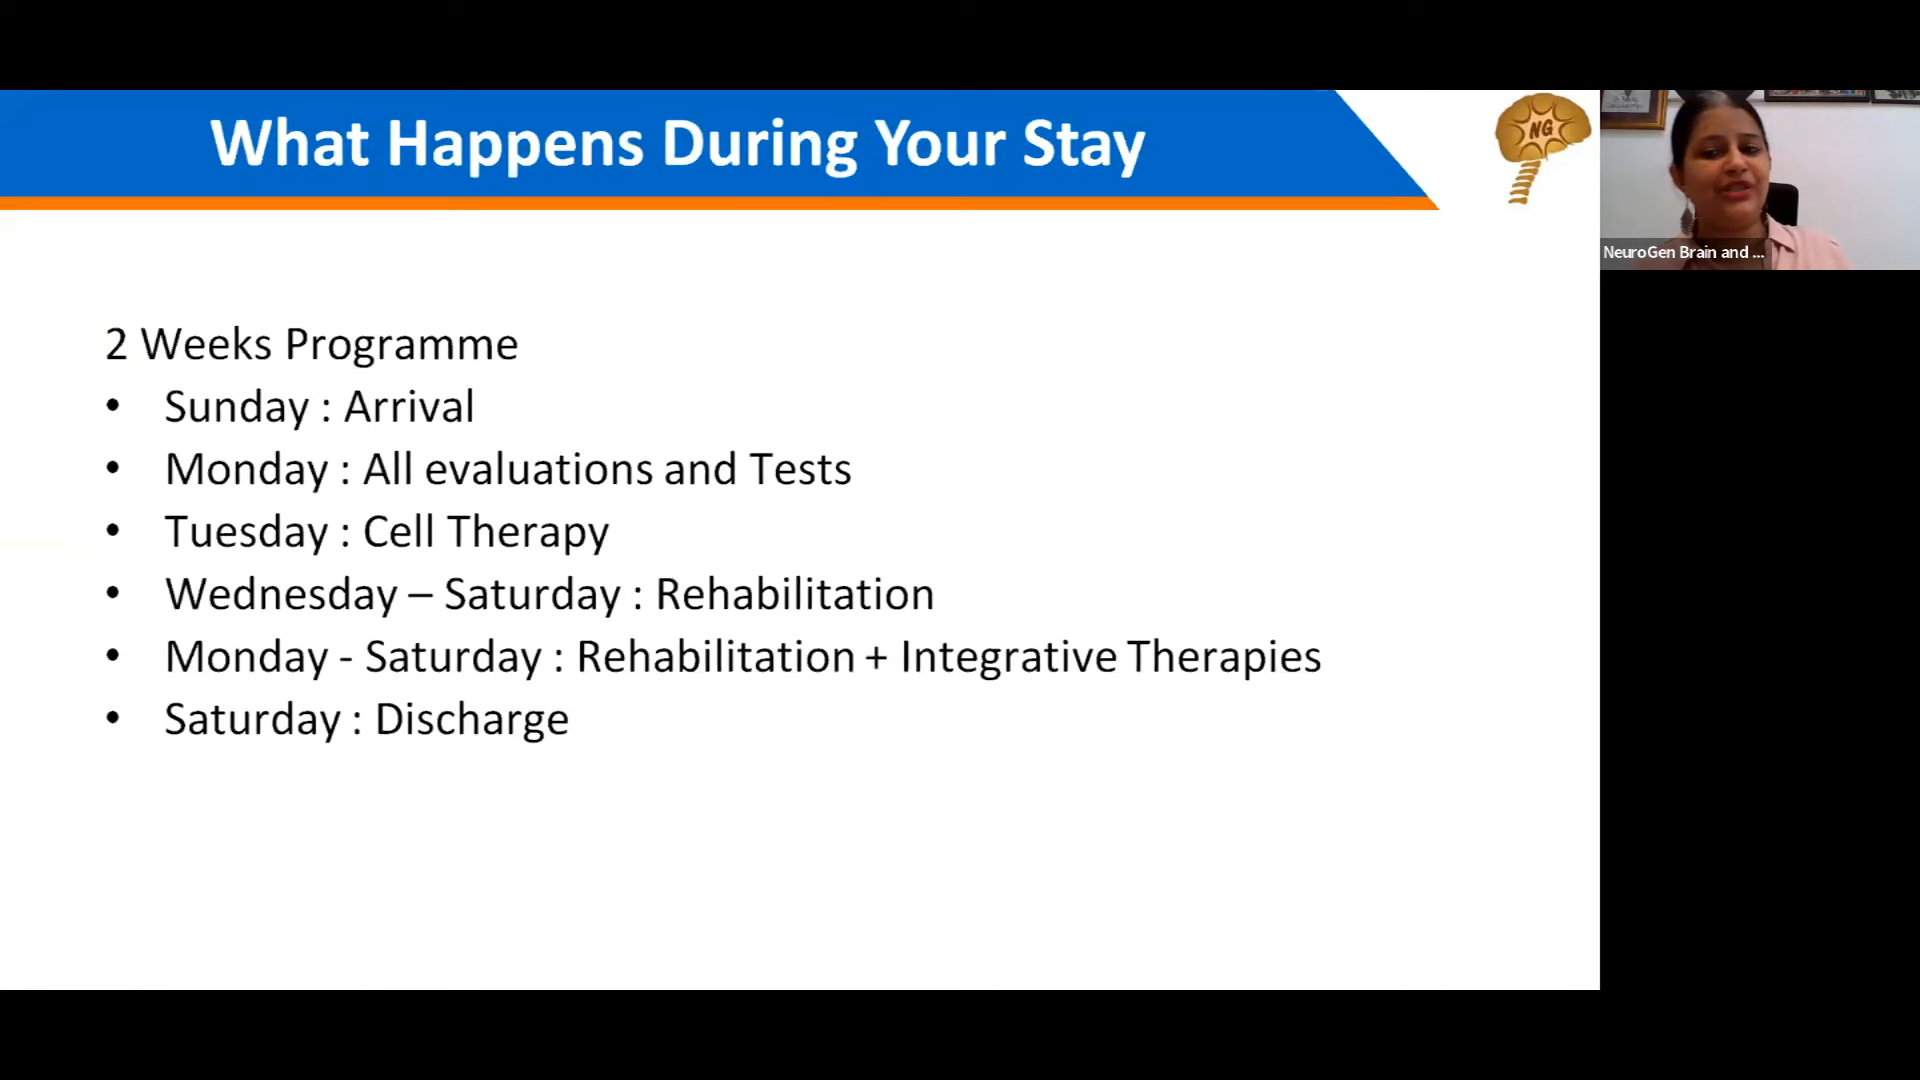 What Happens During Your Stay
NG
NeuroGen Brain and ...
2 Weeks Programme
• Sunday : Arrival
• Monday : All evaluations and Tests
• Tuesday : Cell Therapy
• Wednesday – Saturday : Rehabilitation
• Monday - Saturday : Rehabilitation + Integrative Therapies
• Saturday : Discharge